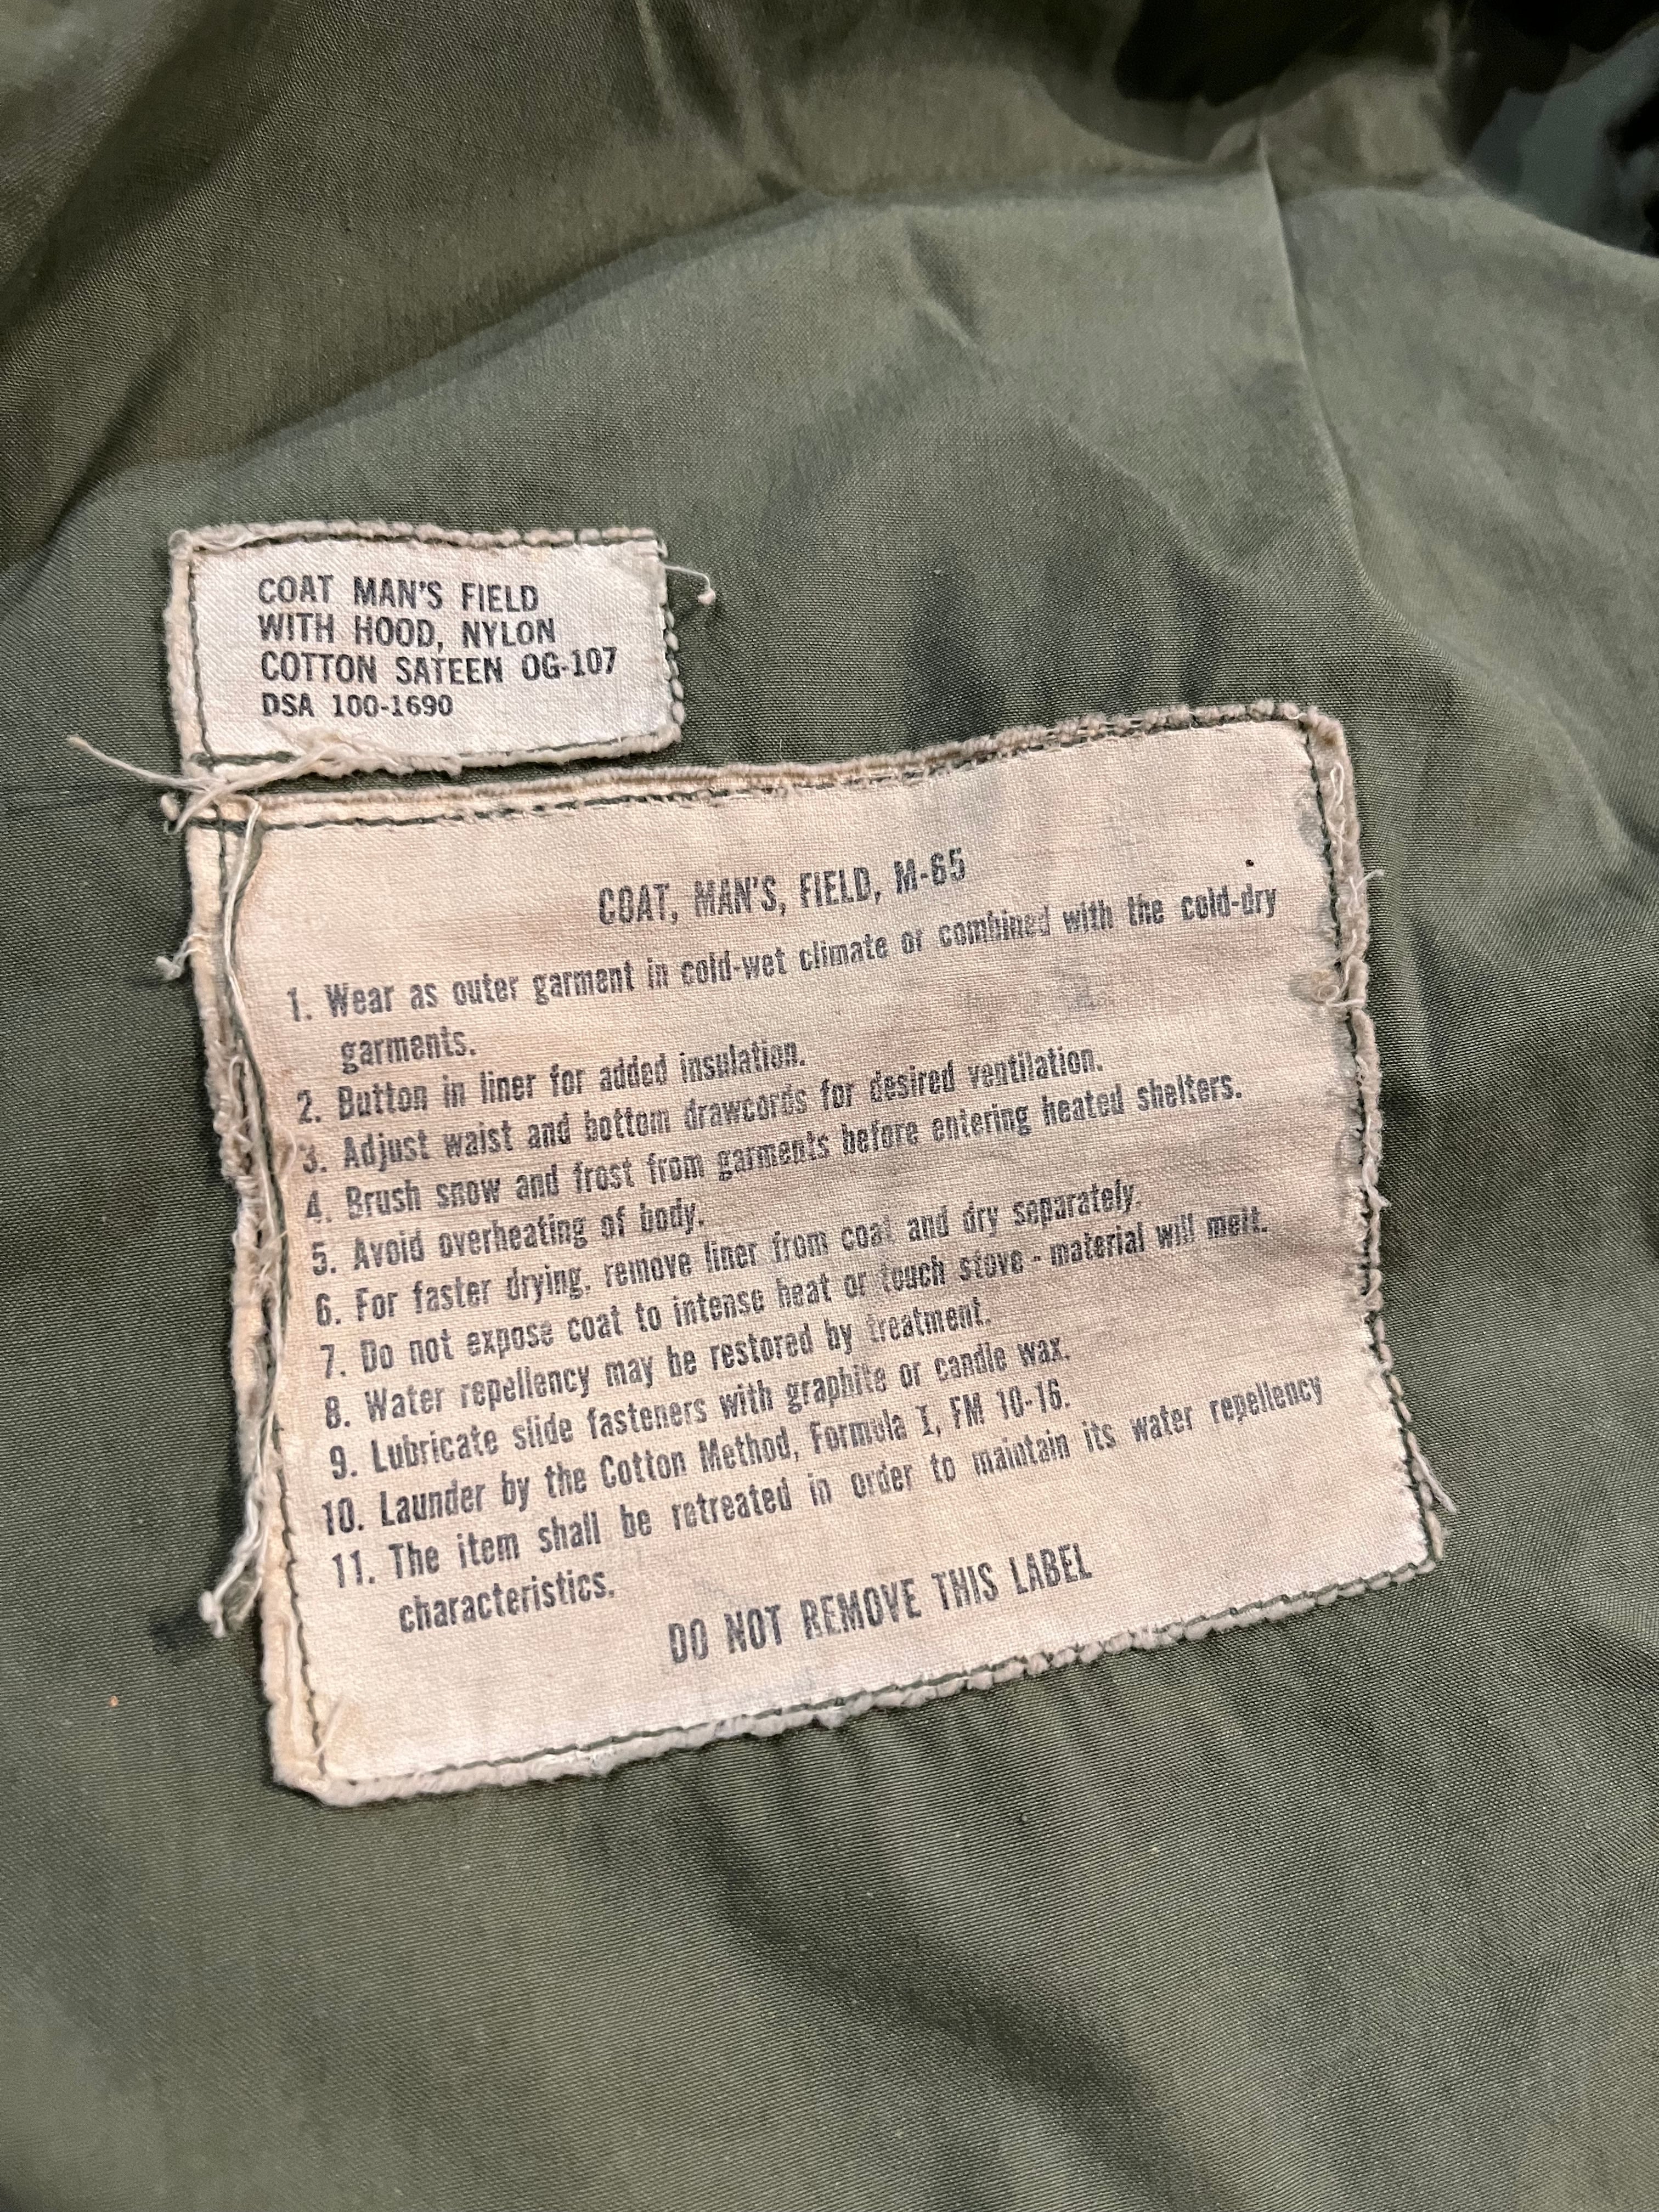 COAT MAN'S FIELD
WITH HOOD, NYLON
COTTON SATEEN OG-107
DSA 100-1690
COAT, MAN'S, FIELD, M-65
1. Wear as outer garment in cold-wet climate or combined with the cold-dry
garments.
2. Button in liner for added insulation.
3. Adjust waist and bottom drawcords for desired ventilation.
4. Brush snow and frost from garments before entering heated shelters.
5. Avoid overheating of body.
6. For faster drying, remove liner from coat and dry separately.
7. Do not expose coat to intense heat or touch stove - material will melt.
8. Water repellency may be restored by treatment.
9. Lubricate slide fasteners with graphite or candle wax.
10. Launder by the Cotton Method, Formula I, FM 10-16.
11. The item shall be retreated in order to maintain its water repellency
characteristics.
DO NOT REMOVE THIS LABEL